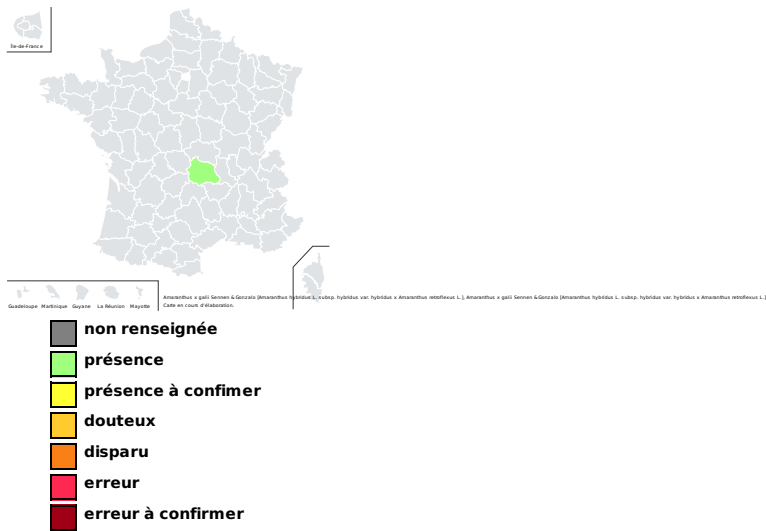 Île-de-France
Guadeloupe Martinique Guyane La Réunion Mayotte
Amaranthus x galii Sennen & Gonzalo [Amaranthus hybridus L. subsp. hybridus var. hybridus x Amaranthus retroflexus L.], Amaranthus x galii Sennen & Gonzalo [Amaranthus hybridus L. subsp. hybridus var. hybridus x Amaranthus retroflexus L.]
Carte en cours d'élaboration.
non renseignée
présence
présence à confimer
douteux
disparu
erreur
erreur à confirmer